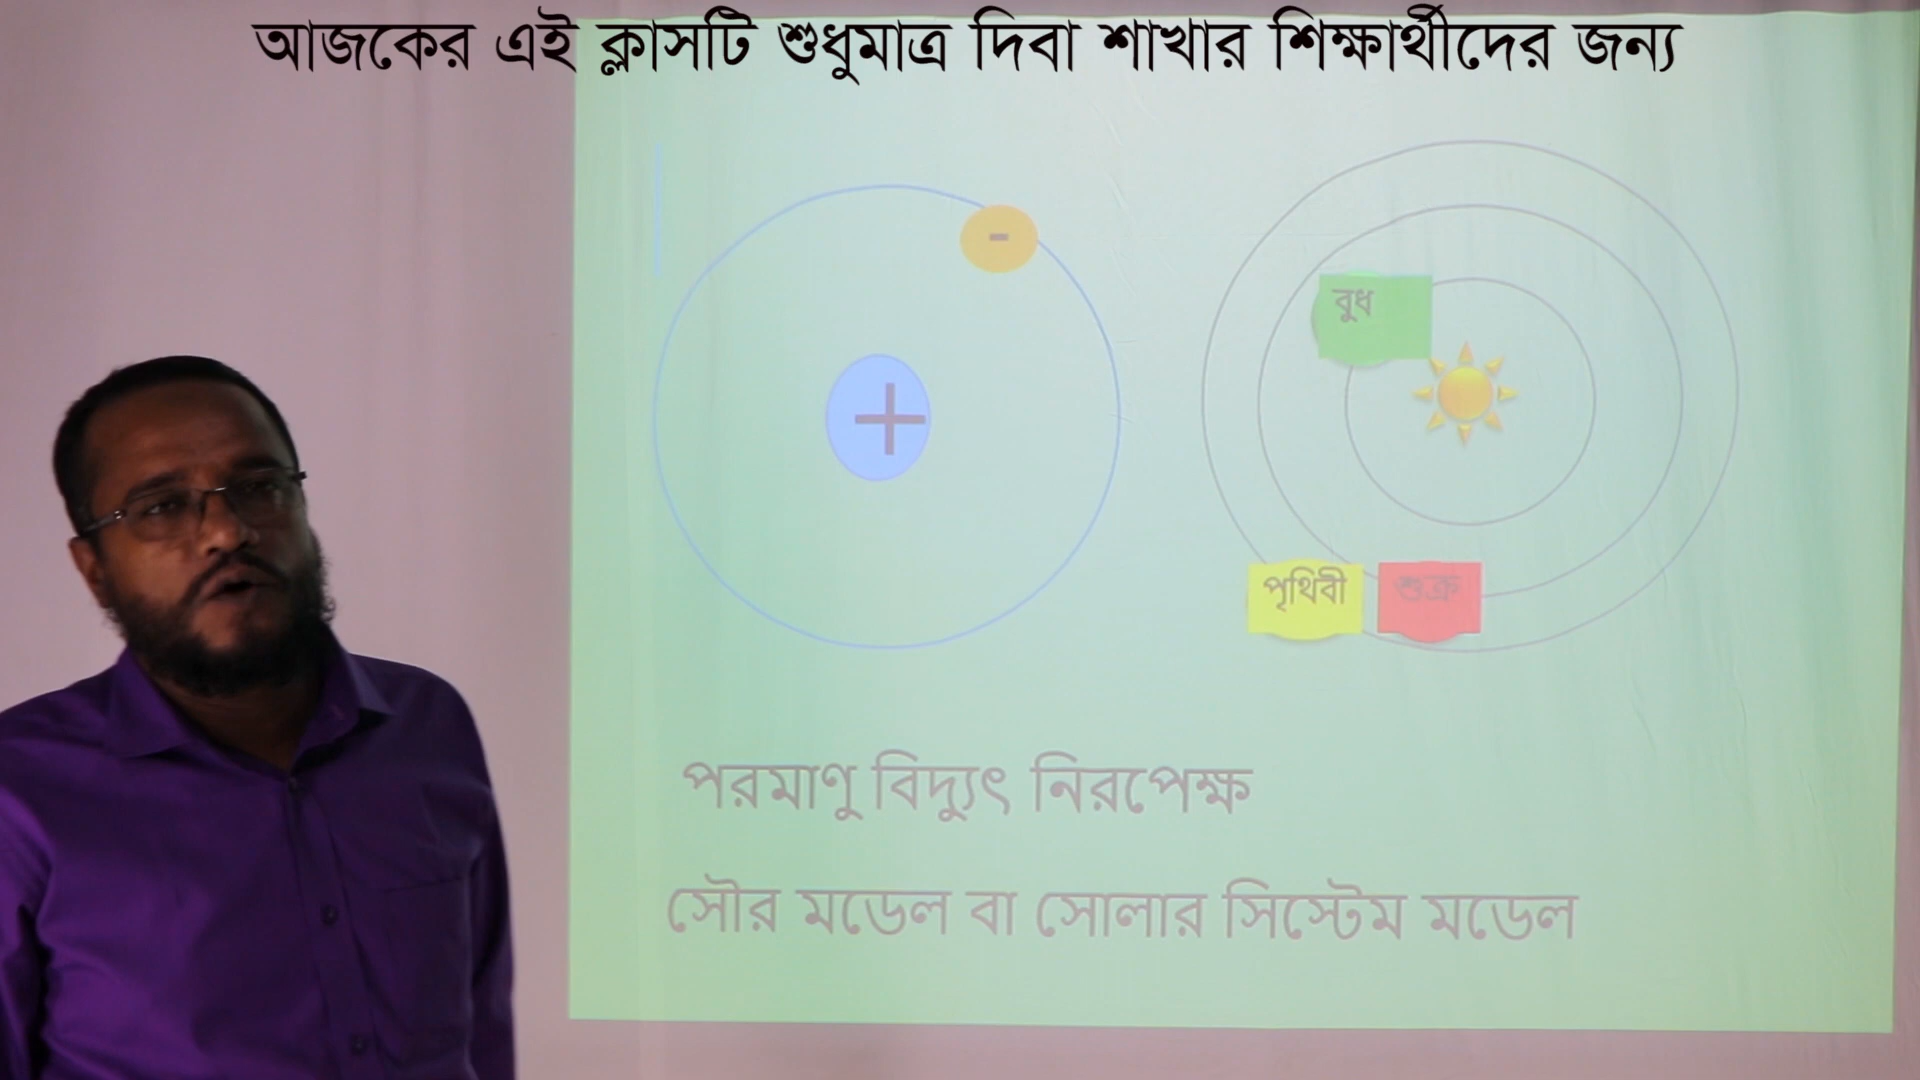 আজকের এই ক্লাসটি শুধুমাত্র দিবা শাখার শিক্ষার্থীদের জন্য
-
বুধ
+
পৃথিবী
শুক্র
পরমাণু বিদ্যুৎ নিরপেক্ষ
সৌর মডেল বা সোলার সিস্টেম মডেল